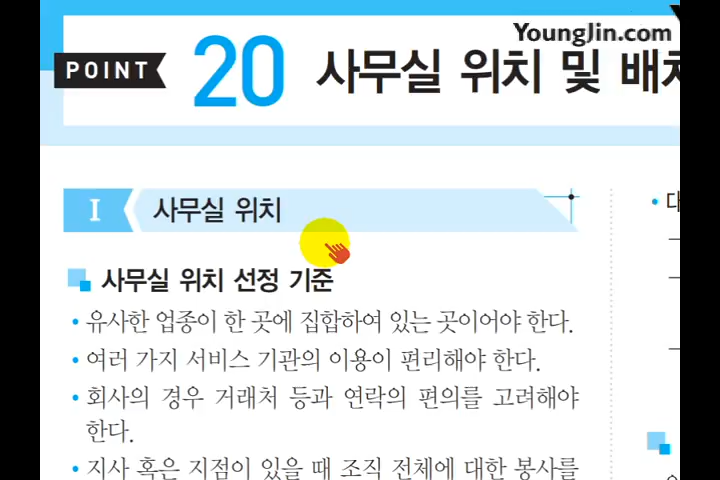 YoungJin.com
POINT 20 사무실 위치 및 배치
I 사무실 위치
사무실 위치 선정 기준
• 유사한 업종이 한 곳에 집합하여 있는 곳이어야 한다.
• 여러 가지 서비스 기관의 이용이 편리해야 한다.
• 회사의 경우 거래처 등과 연락의 편의를 고려해야
한다.
• 지사 혹은 지점이 있을 때 조직 전체에 대한 봉사를